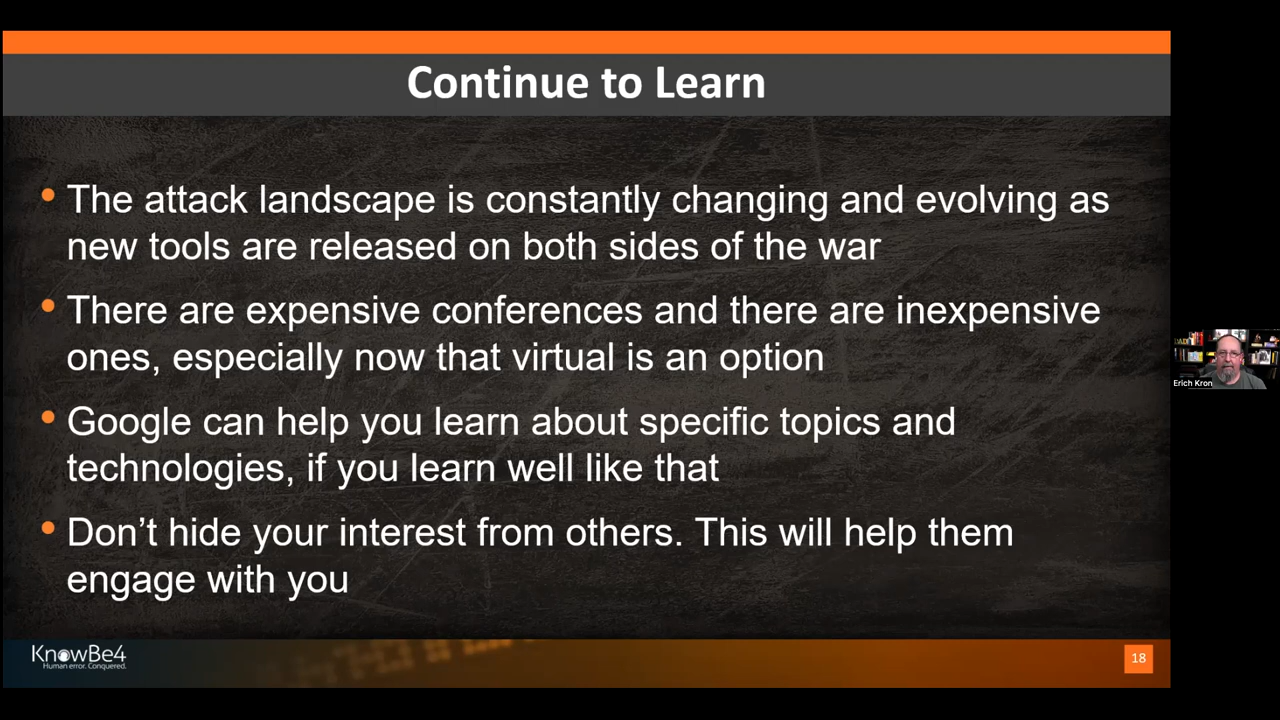 Continue to Learn
• The attack landscape is constantly changing and evolving as
new tools are released on both sides of the war
• There are expensive conferences and there are inexpensive
ones, especially now that virtual is an option
• Google can help you learn about specific topics and
technologies, if you learn well like that
• Don’t hide your interest from others. This will help them
engage with you
Erich Kron
KnowBe4
Human error. Conquered.
18